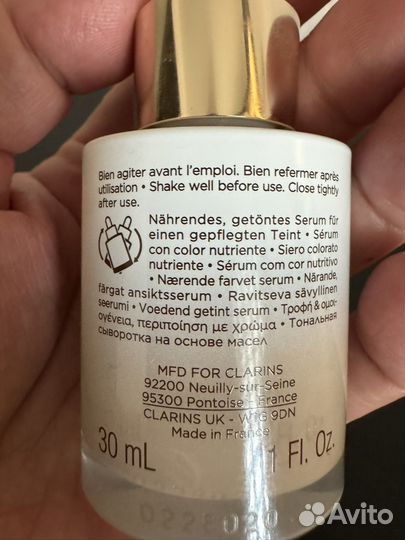 Bien agiter avant l'emploi. Bien refermer après
utilisation • Shake well before use. Close tightly
after use.
Nährendes, getöntes Serum für
einen gepflegten Teint • Sérum
con color nutriente • Siero colorato
nutriente • Sérum com cor nutritivo
• Nærende farvet serum • Närande,
färgat ansiktsserum • Ravitseva sävyllinen
seerumi • Voedend getint serum • Τροφή & ομοι-
ογένεια, περιποίηση με χρώμα • Тональная
сыворотка на основе масел
MFD FOR CLARINS
92200 Neuilly-sur-Seine
95300 Pontoise - France
CLARINS UK - W1G 9DN
Made in France
30 mL
1 Fl. Oz.
Avito